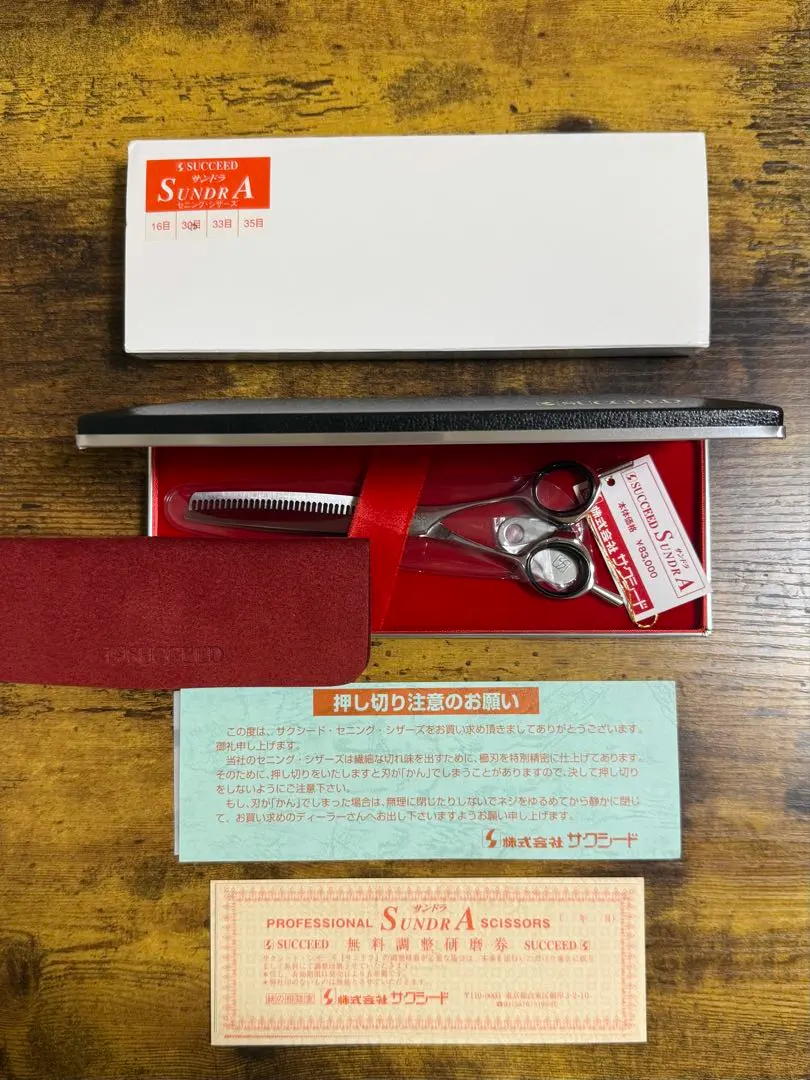 SUCCEED
サンドラ
SUNDRA
セニング・シザーズ
16目 30目 33目 35目
SUCCEED
SUCCEED
サンドラ
SUNDRA
本体価格 ¥83,000
株式会社 サクシード
SUCCEED
押し切り注意のお願い
この度は、サクシード・セニング・シザーズをお買い求め頂きましてありがとうございます。
御礼申し上げます。
当社のセニング・シザーズは繊細な切れ味を出すために、櫛刃を特別精密に仕上げてあります。
そのために、押し切りをいたしますと刃が「かん」でしまうことがありますので、決して押し切り
をしないようにご注意下さい。
もし、刃が「かん」でしまった場合は、無理に閉じたりしないでネジをゆるめてから静かに閉じ
て、お買い求めのディーラーさんへお出し下さいますようお願い申し上げます。
株式会社 サクシード
サンドラ
PROFESSIONAL SUNDRA SCISSORS ( 年 月)
SUCCEED 無料調整研磨券 SUCCEED
株式会社 サクシード